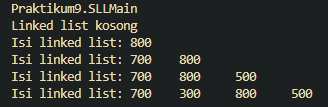 Praktikum9.SLLMain
Linked list kosong
Isi linked list: 800
Isi linked list: 700 800
Isi linked list: 700 800 500
Isi linked list: 700 300 800 500